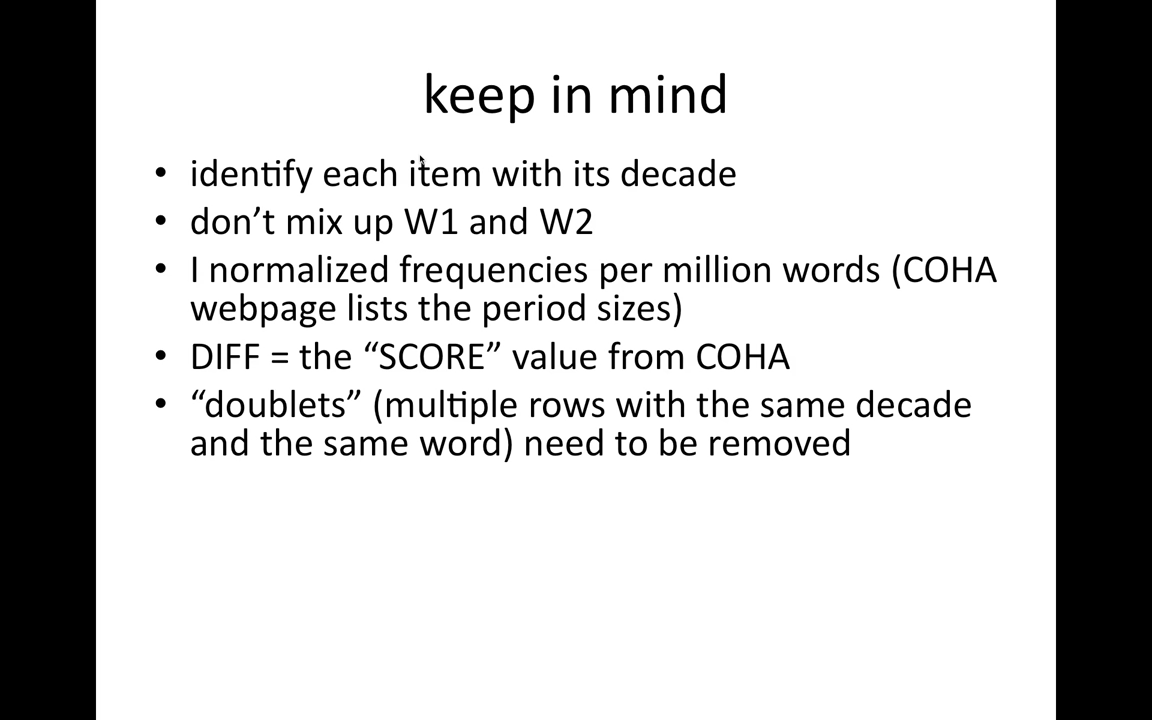 keep in mind
• identify each item with its decade
• don’t mix up W1 and W2
• I normalized frequencies per million words (COHA
webpage lists the period sizes)
• DIFF = the “SCORE” value from COHA
• “doublets” (multiple rows with the same decade
and the same word) need to be removed